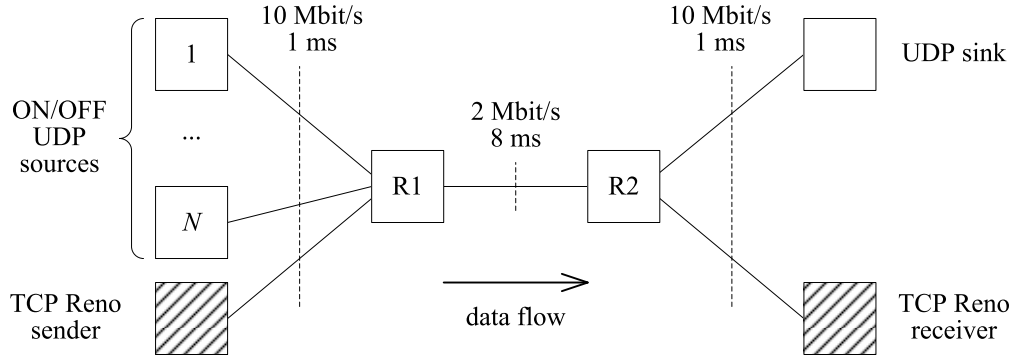 10 Mbit/s
1 ms
10 Mbit/s
1 ms
1
UDP sink
ON/OFF
UDP
sources
...
2 Mbit/s
8 ms
R1
R2
N
TCP Reno
sender
data flow
TCP Reno
receiver